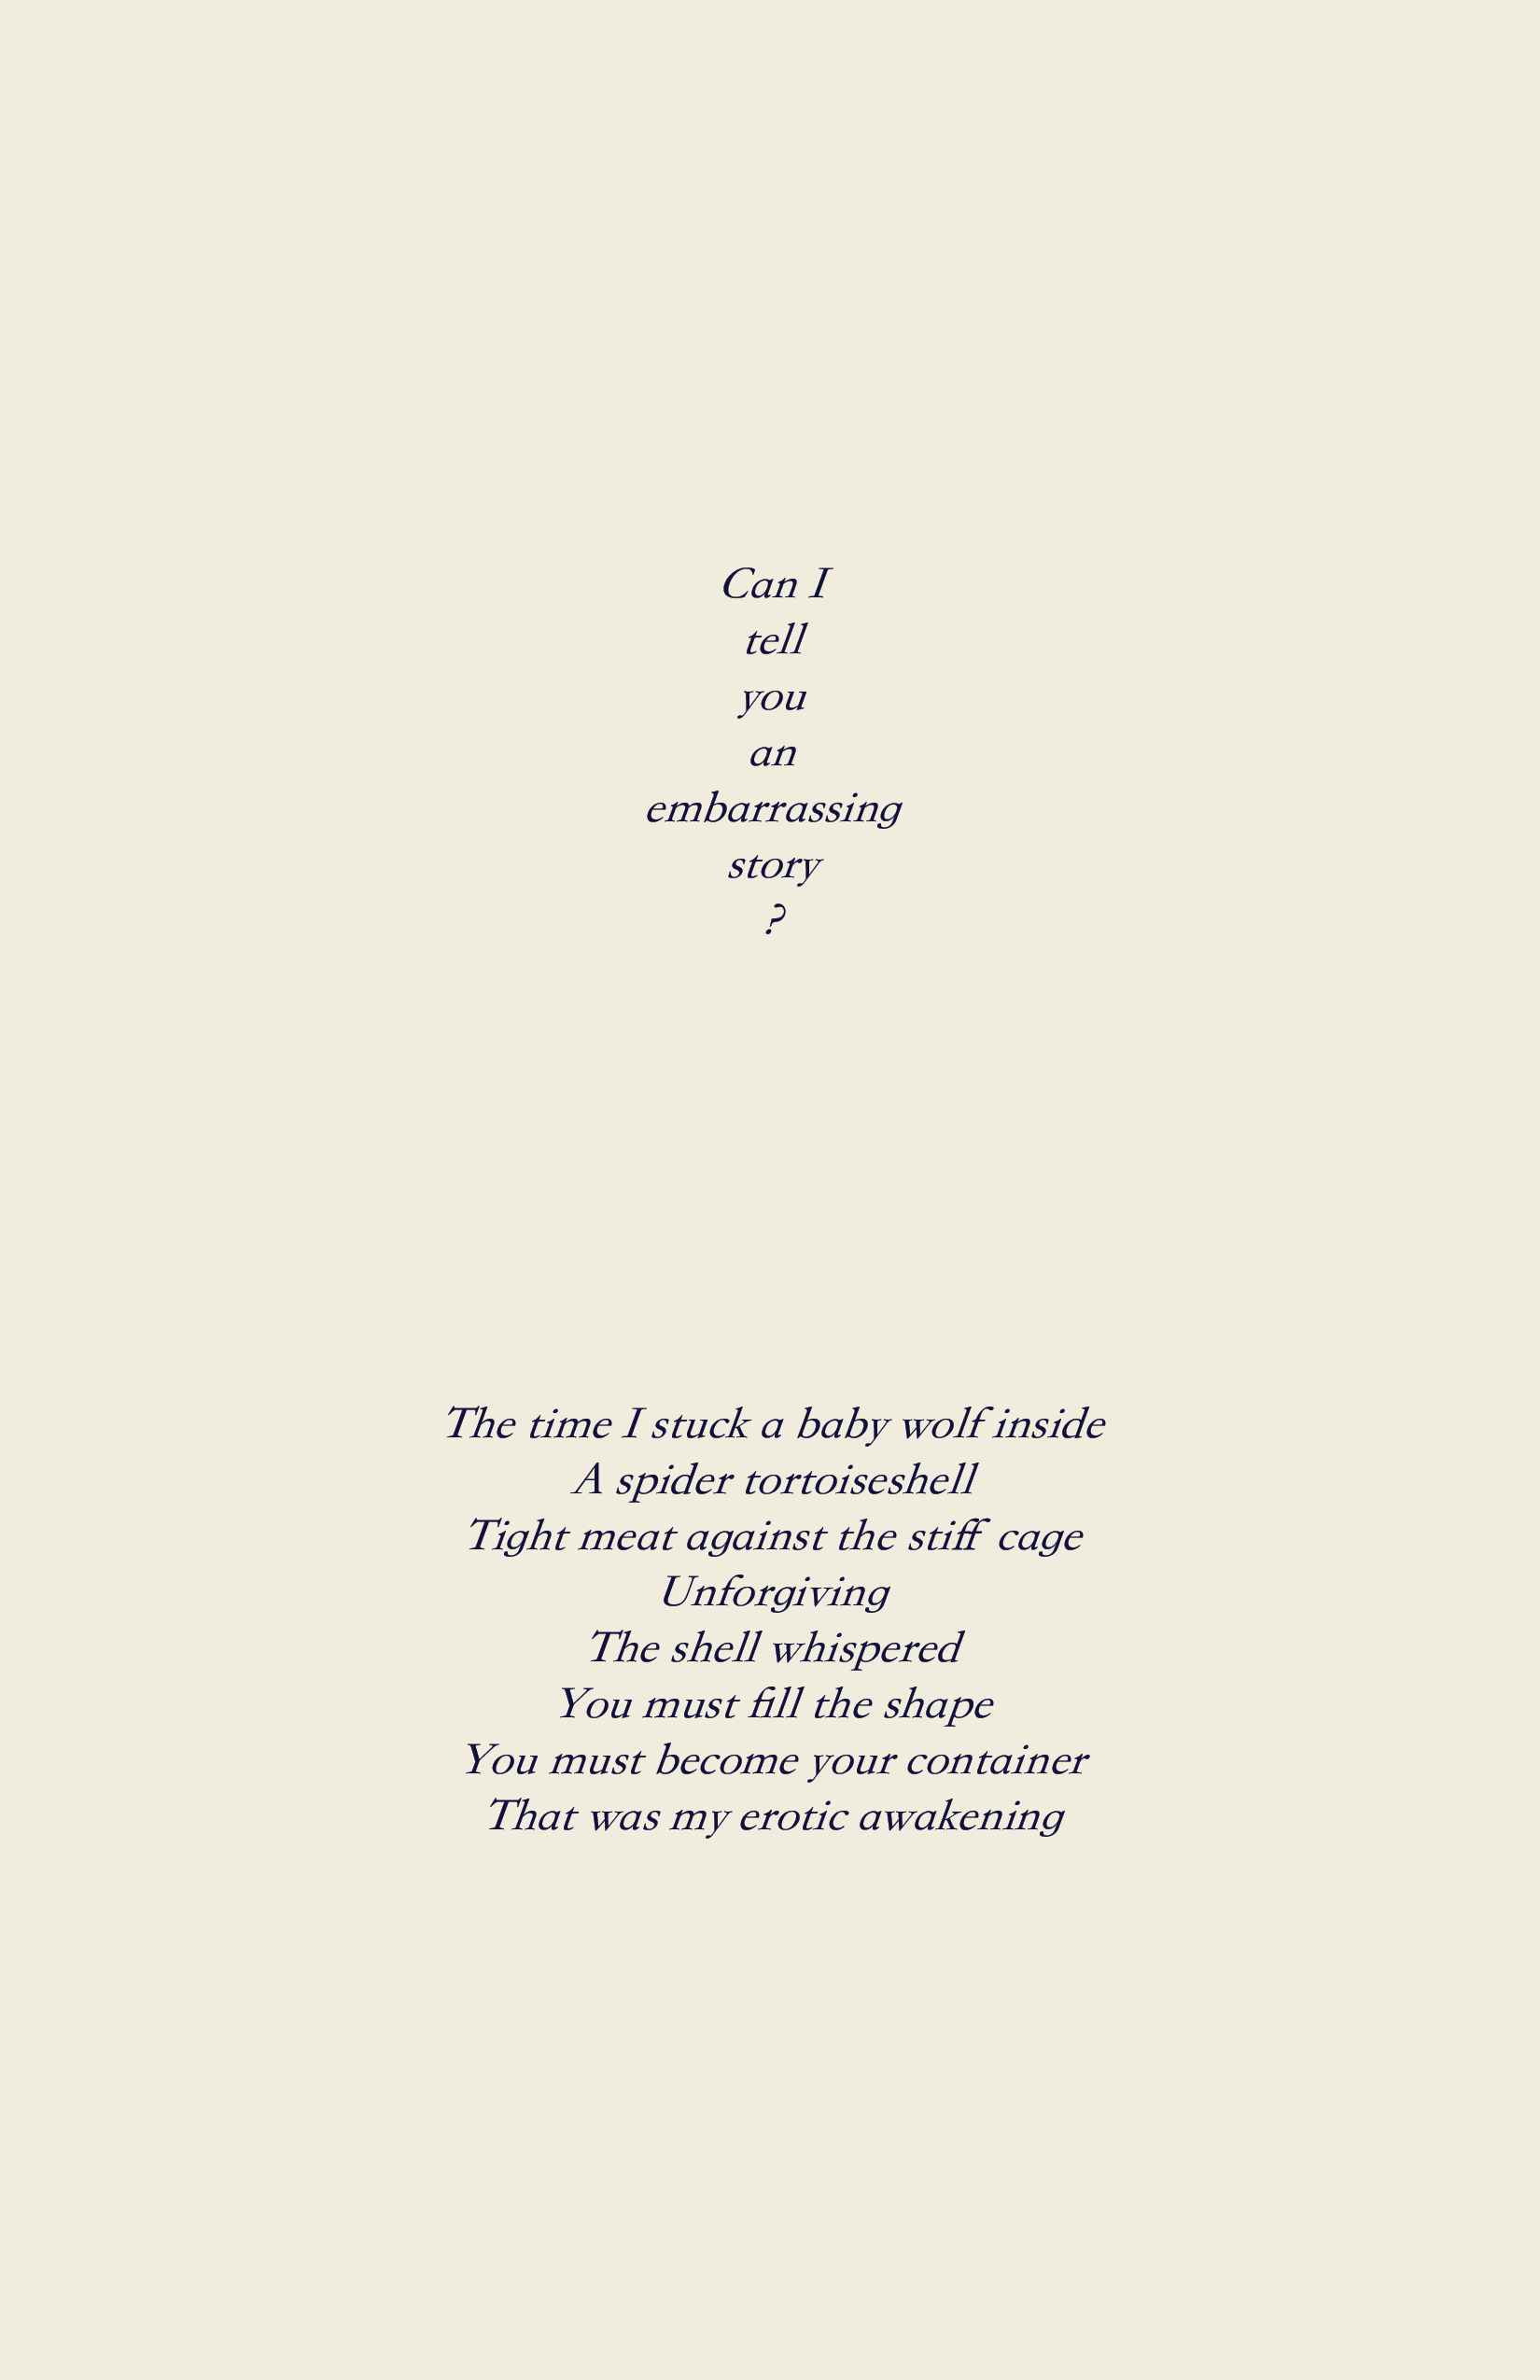 Can I
tell
you
an
embarrassing
story
?
The time I stuck a baby wolf inside
A spider tortoiseshell
Tight meat against the stiff cage
Unforgiving
The shell whispered
You must fill the shape
You must become your container
That was my erotic awakening